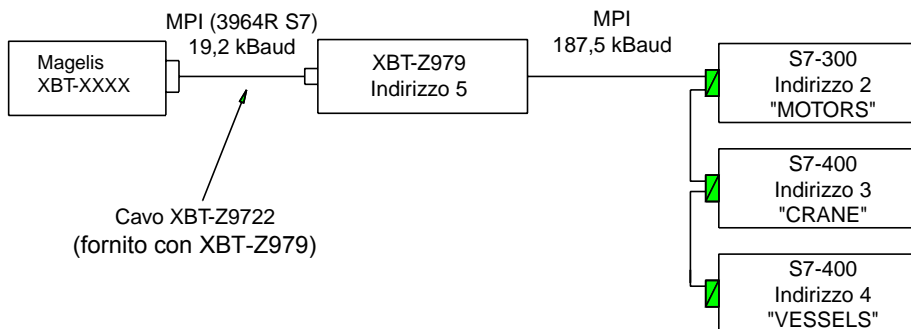 MPI (3964R S7)
19,2 kBaud
MPI
187,5 kBaud
Magelis
XBT-XXXX
XBT-Z979
Indirizzo 5
S7-300
Indirizzo 2
"MOTORS"
S7-400
Indirizzo 3
"CRANE"
Cavo XBT-Z9722
(fornito con XBT-Z979)
S7-400
Indirizzo 4
"VESSELS"